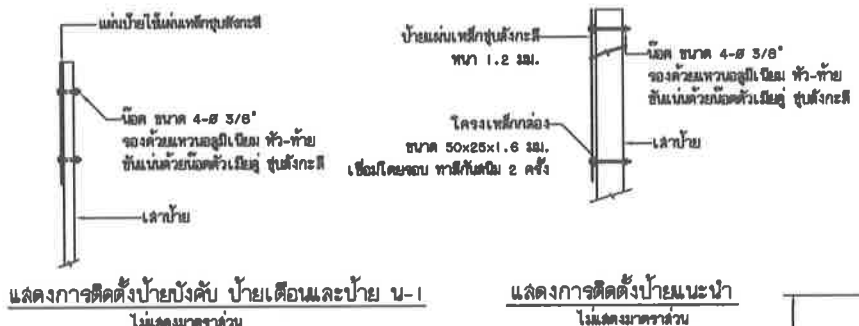 แผ่นป้ายใช้แผ่นเหล็กชุบสังกะสี
น๊อต ขนาด 4-Ø 3/8"
รองด้วยแหวนอลูมิเนียม หัว-ท้าย
ขันแน่นด้วยน๊อตตัวเมียคู่ ชุบสังกะสี
เสาป้าย
แสดงการติดตั้งป้ายบังคับ ป้ายเตือนและป้าย น-1
ไม่แสดงมาตราส่วน
ป้ายแผ่นเหล็กชุบสังกะสี
หนา 1.2 มม.
น๊อต ขนาด 4-Ø 3/8"
รองด้วยแหวนอลูมิเนียม หัว-ท้าย
ขันแน่นด้วยน๊อตตัวเมียคู่ ชุบสังกะสี
โครงเหล็กกล่อง
ขนาด 50x25x1.6 มม.
เชื่อมโดยรอบ ทาสีกันสนิม 2 ครั้ง
เสาป้าย
แสดงการติดตั้งป้ายแนะนำ
ไม่แสดงมาตราส่วน